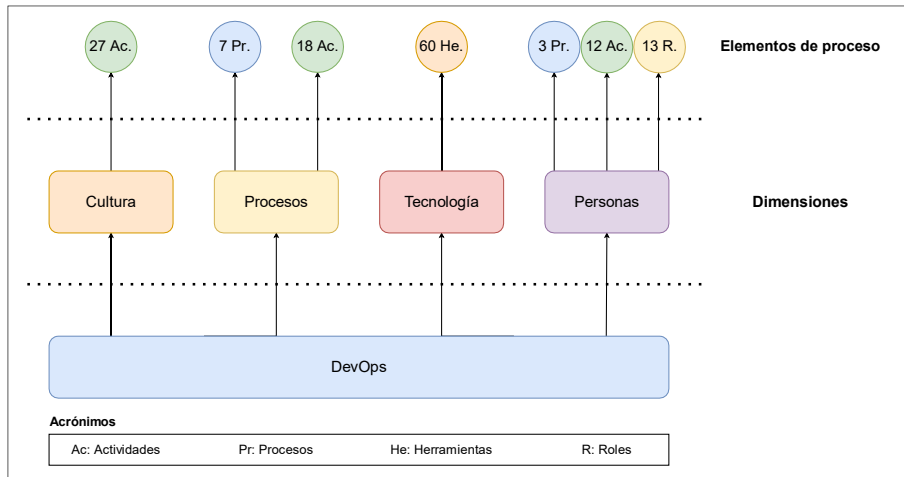 27 Ac.
7 Pr.
18 Ac.
60 He.
3 Pr.
12 Ac.
13 R.
Elementos de proceso
Cultura
Procesos
Tecnología
Personas
Dimensiones
DevOps
Acrónimos
Ac: Actividades
Pr: Procesos
He: Herramientas
R: Roles